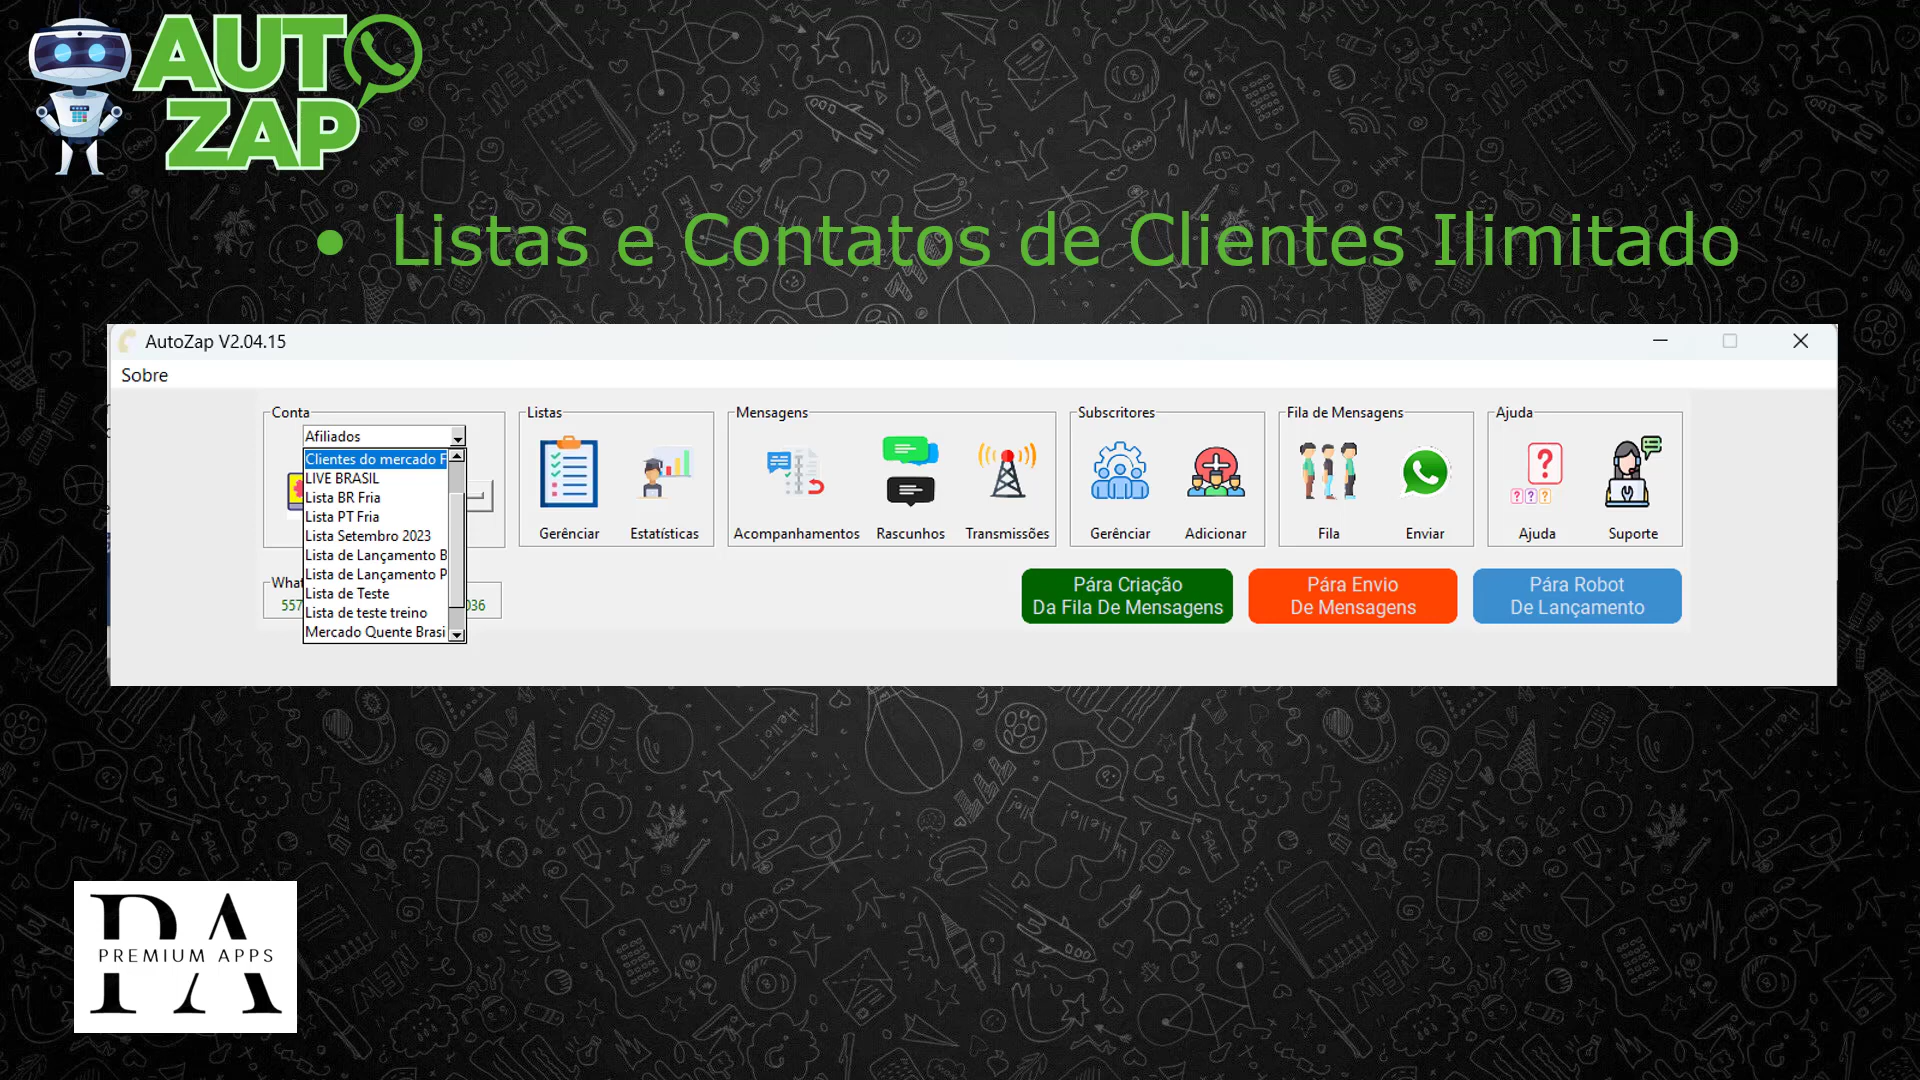 AUTO
ZAP
• Listas e Contatos de Clientes Ilimitado
AutoZap V2.04.15
Sobre
Conta
Afiliados
Clientes do mercado F
LIVE BRASIL
Lista BR Fria
Lista PT Fria
Lista Setembro 2023
Lista de Lançamento B
Lista de Lançamento P
Lista de Teste
Lista de teste treino
Mercado Quente Brasi
What
557
036
Listas
Gerênciar
Estatísticas
Mensagens
Acompanhamentos
Rascunhos
Transmissões
Subscritores
Gerênciar
Adicionar
Fila de Mensagens
Fila
Enviar
Ajuda
Ajuda
Suporte
Pára Criação
Da Fila De Mensagens
Pára Envio
De Mensagens
Pára Robot
De Lançamento
PA
PREMIUM APPS